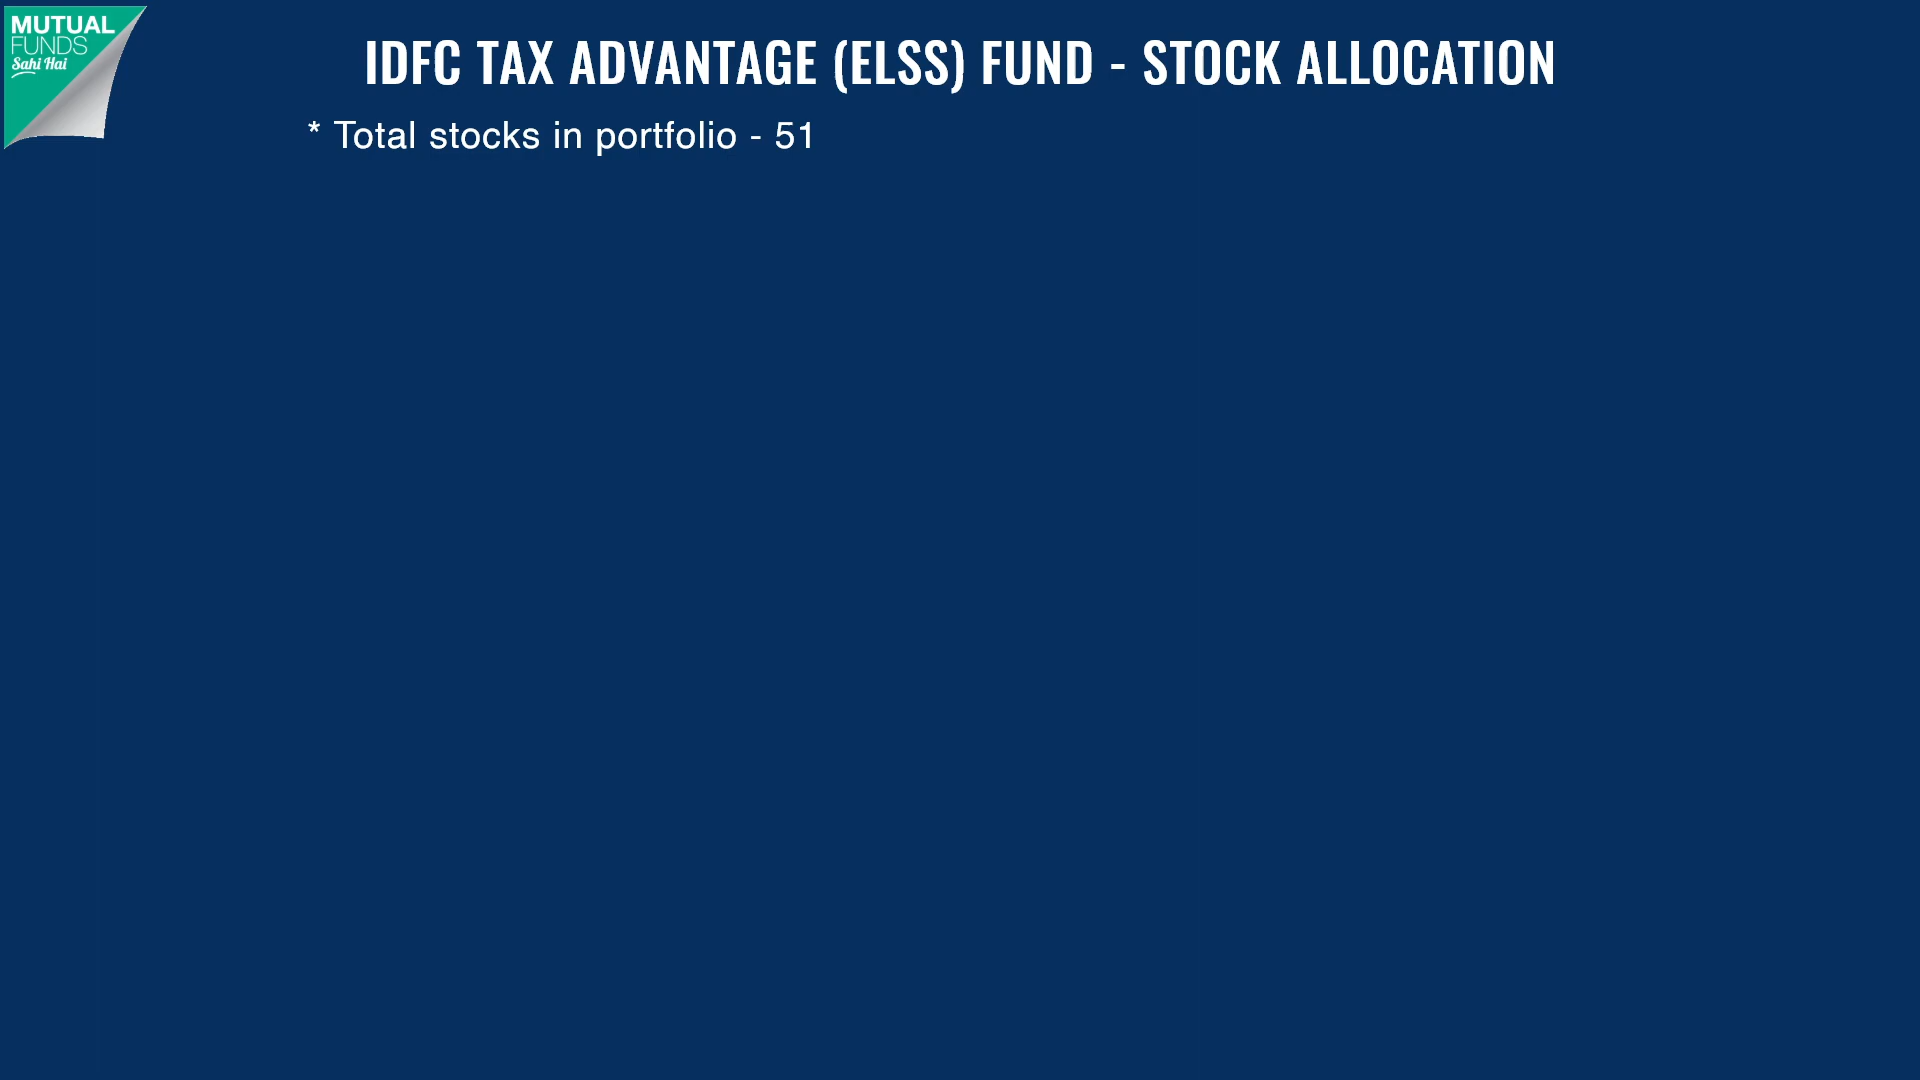 MUTUAL
FUNDS
Sahi Hai
IDFC TAX ADVANTAGE (ELSS) FUND - STOCK ALLOCATION
* Total stocks in portfolio - 51